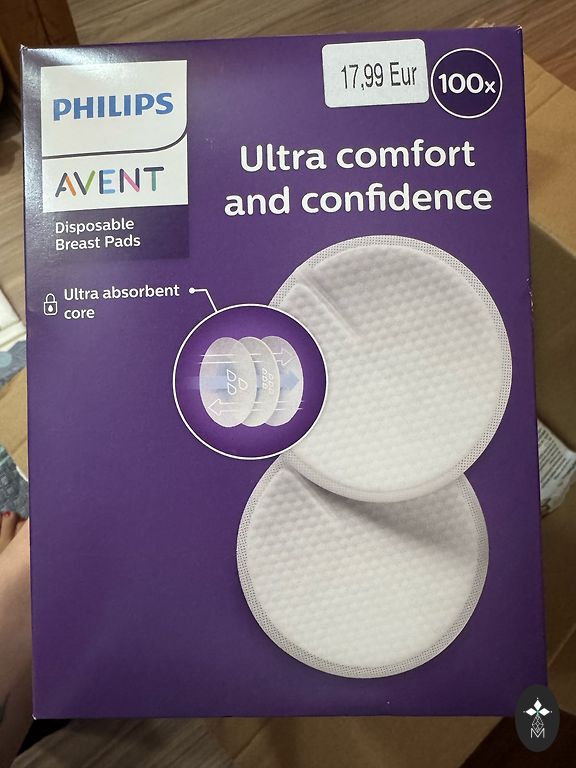 PHILIPS
AVENT
Disposable
Breast Pads
17,99 Eur
100x
Ultra comfort
and confidence
Ultra absorbent
core
M